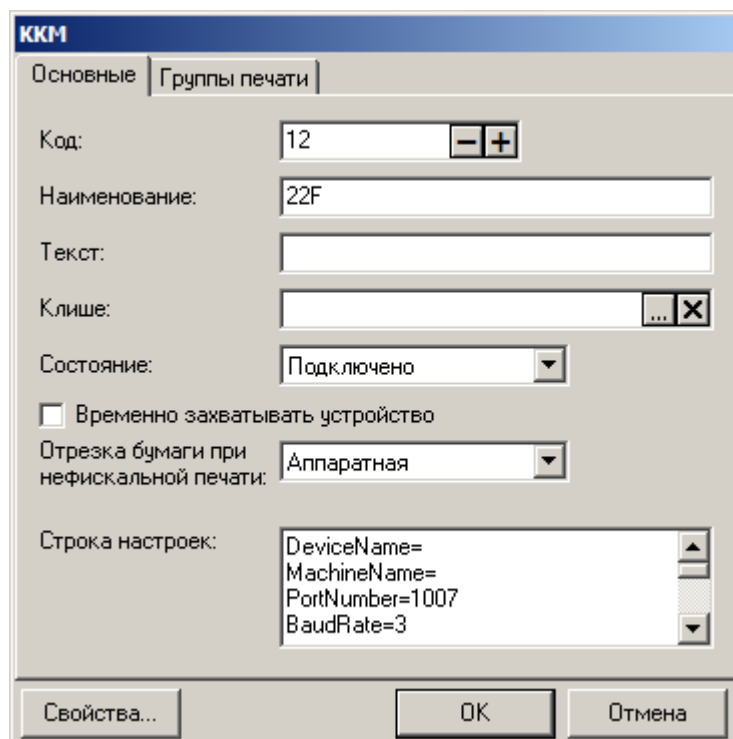 ККМ
Основные Группы печати
Код: 12
Наименование: 22F
Текст:
Клише: ...
Состояние: Подключено
Временно захватывать устройство
Отрезка бумаги при
нефискальной печати: Аппаратная
Строка настроек: DeviceName=
MachineName=
PortNumber=1007
BaudRate=3
Свойства... OK Отмена